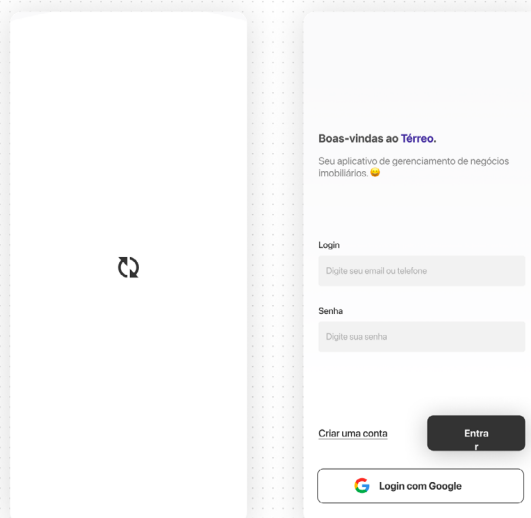 Boas-vindas ao Térreo.
Seu aplicativo de gerenciamento de negócios
imobiliários. 😄
Login
Digite seu email ou telefone
Senha
Digite sua senha
Criar uma conta
Entra
r
Login com Google